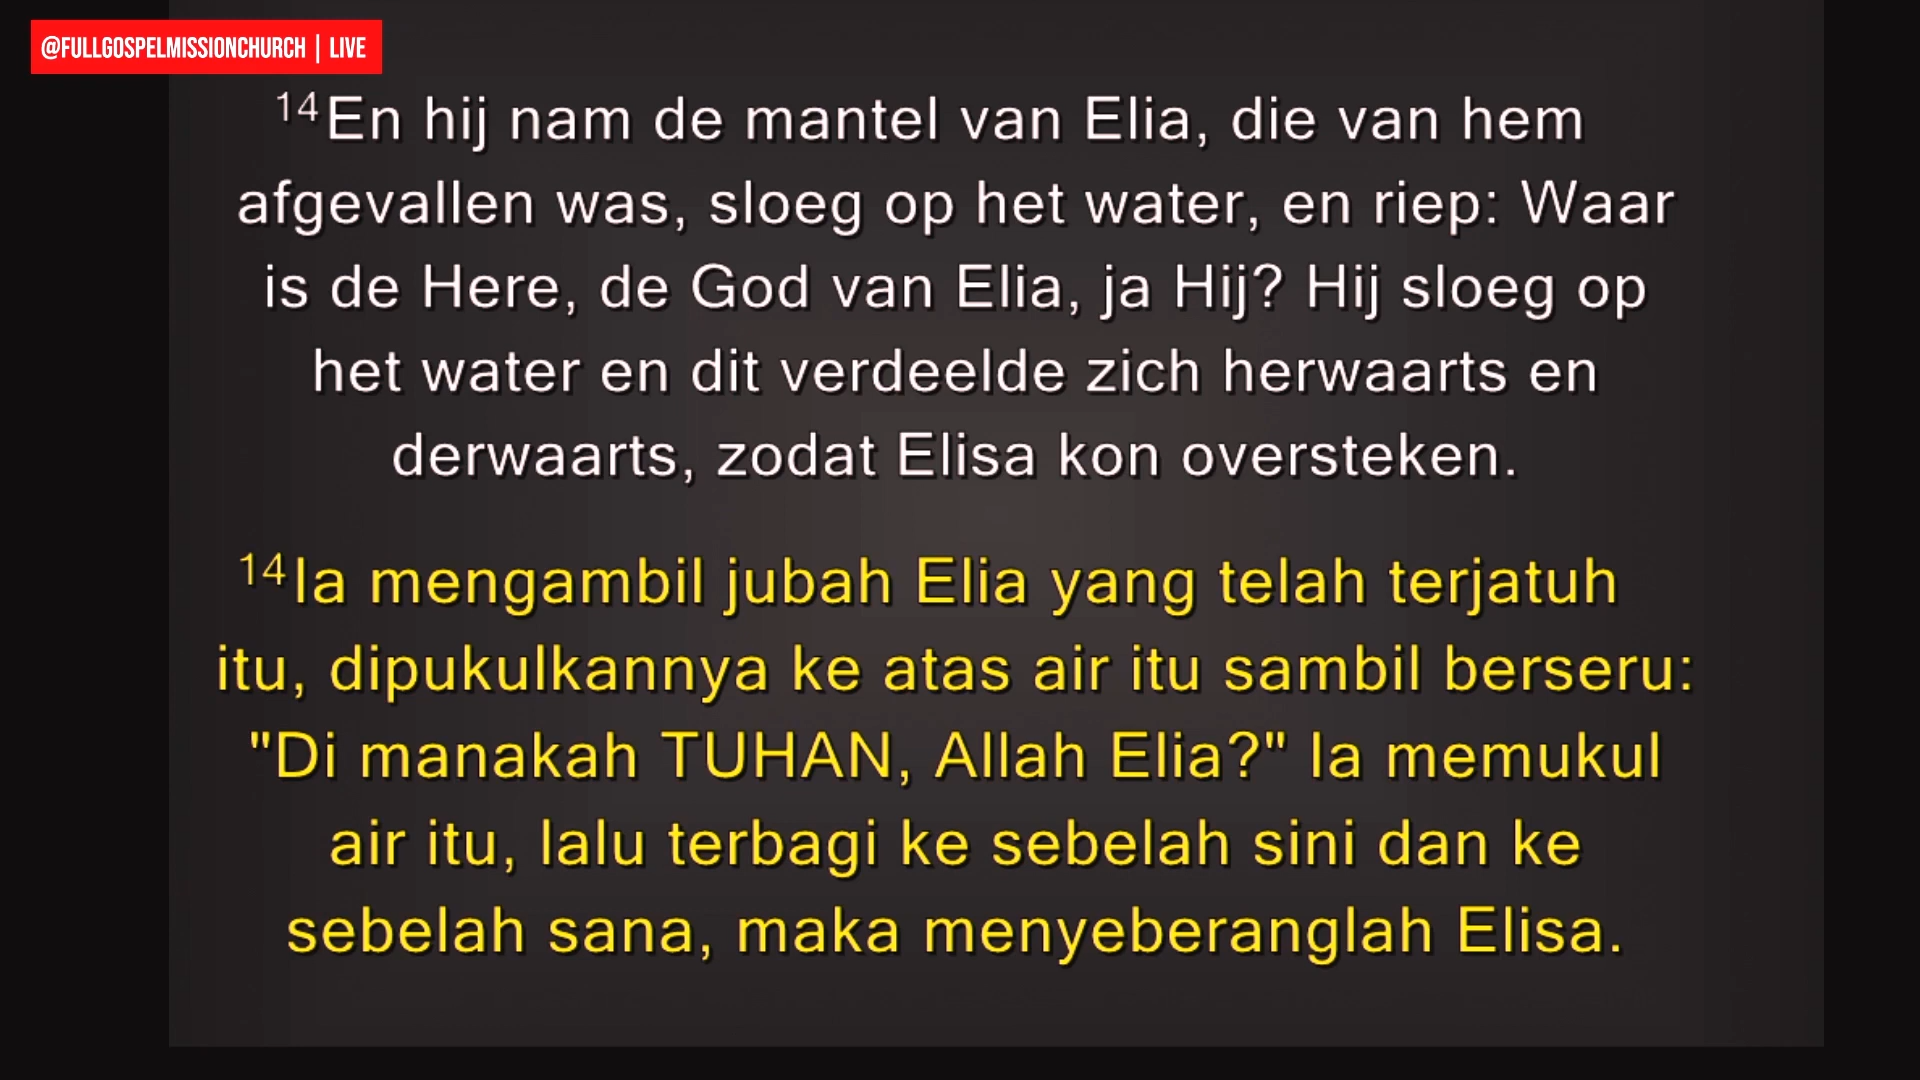 @FULLGOSPELMISSIONCHURCH | LIVE
14 En hij nam de mantel van Elia, die van hem
afgevallen was, sloeg op het water, en riep: Waar
is de Here, de God van Elia, ja Hij? Hij sloeg op
het water en dit verdeelde zich herwaarts en
derwaarts, zodat Elisa kon oversteken.
14 Ia mengambil jubah Elia yang telah terjatuh
itu, dipukulkannya ke atas air itu sambil berseru:
"Di manakah TUHAN, Allah Elia?" Ia memukul
air itu, lalu terbagi ke sebelah sini dan ke
sebelah sana, maka menyeberanglah Elisa.